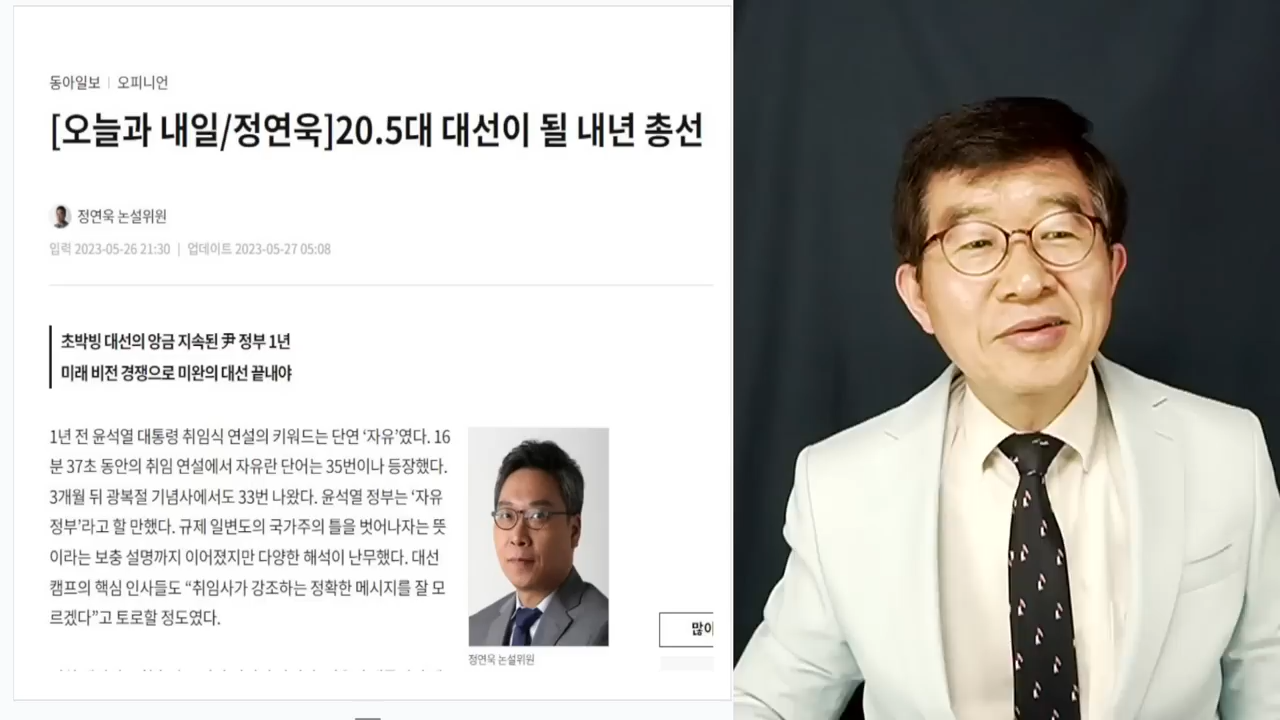 동아일보 | 오피니언
[오늘과 내일/정연욱]20.5대 대선이 될 내년 총선
정연욱 논설위원
입력 2023-05-26 21:30 | 업데이트 2023-05-27 05:08
초박빙 대선의 앙금 지속된 尹 정부 1년
미래 비전 경쟁으로 미완의 대선 끝내야
1년 전 윤석열 대통령 취임식 연설의 키워드는 단연 ‘자유’였다. 16
분 37초 동안의 취임 연설에서 자유란 단어는 35번이나 등장했다.
3개월 뒤 광복절 기념사에서도 33번 나왔다. 윤석열 정부는 ‘자유
정부’라고 할 만했다. 규제 일변도의 국가주의 틀을 벗어나자는 뜻
이라는 보충 설명까지 이어졌지만 다양한 해석이 난무했다. 대선
캠프의 핵심 인사들도 “취임사가 강조하는 정확한 메시지를 잘 모
르겠다”고 토로할 정도였다.
정연욱 논설위원
많이